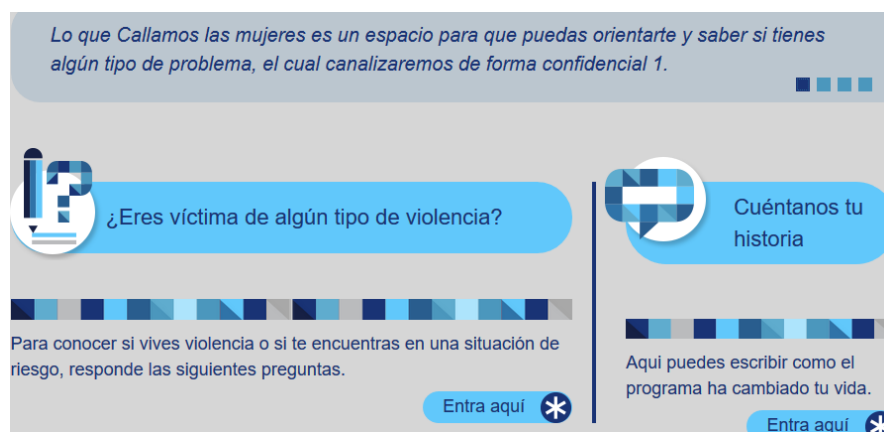 Lo que Callamos las mujeres es un espacio para que puedas orientarte y saber si tienes
algún tipo de problema, el cual canalizaremos de forma confidencial 1.
¿Eres víctima de algún tipo de violencia?
Para conocer si vives violencia o si te encuentras en una situación de
riesgo, responde las siguientes preguntas.
Entra aquí
Cuéntanos tu
historia
Aqui puedes escribir como el
programa ha cambiado tu vida.
Entra aquí